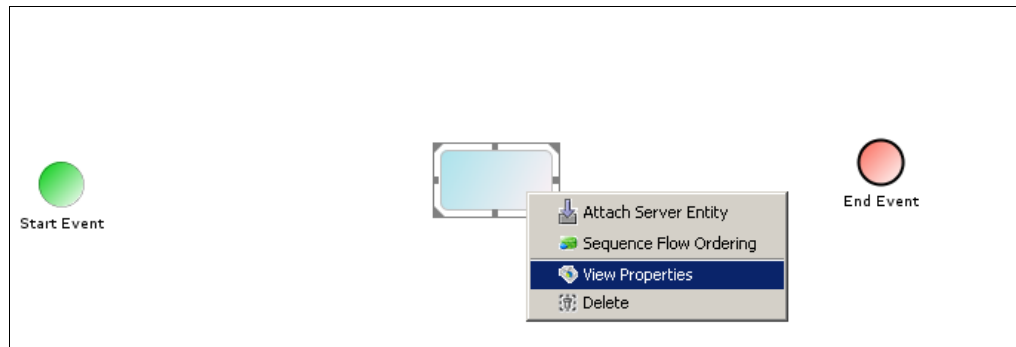 Start Event
End Event
Attach Server Entity
Sequence Flow Ordering
View Properties
Delete